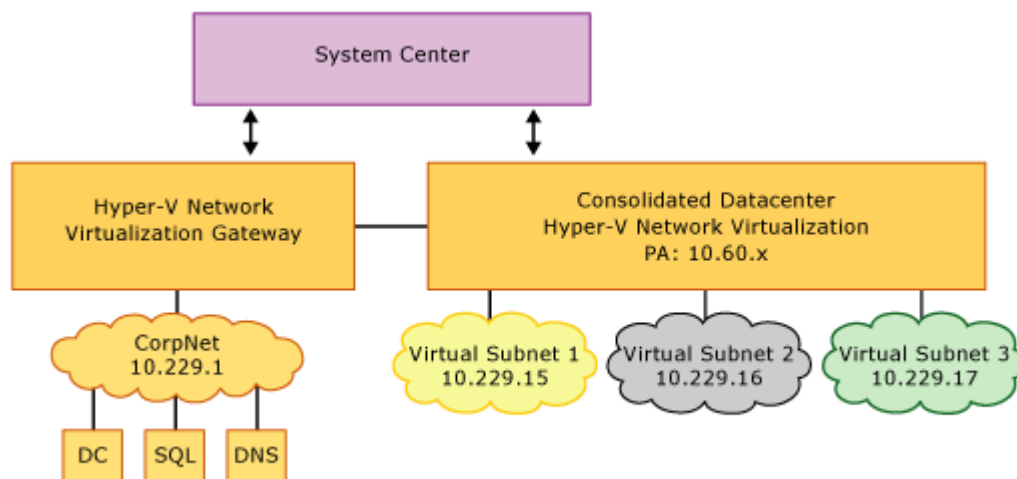 System Center
Hyper-V Network
Virtualization Gateway
Consolidated Datacenter
Hyper-V Network Virtualization
PA: 10.60.x
CorpNet
10.229.1
Virtual Subnet 1
10.229.15
Virtual Subnet 2
10.229.16
Virtual Subnet 3
10.229.17
DC
SQL
DNS